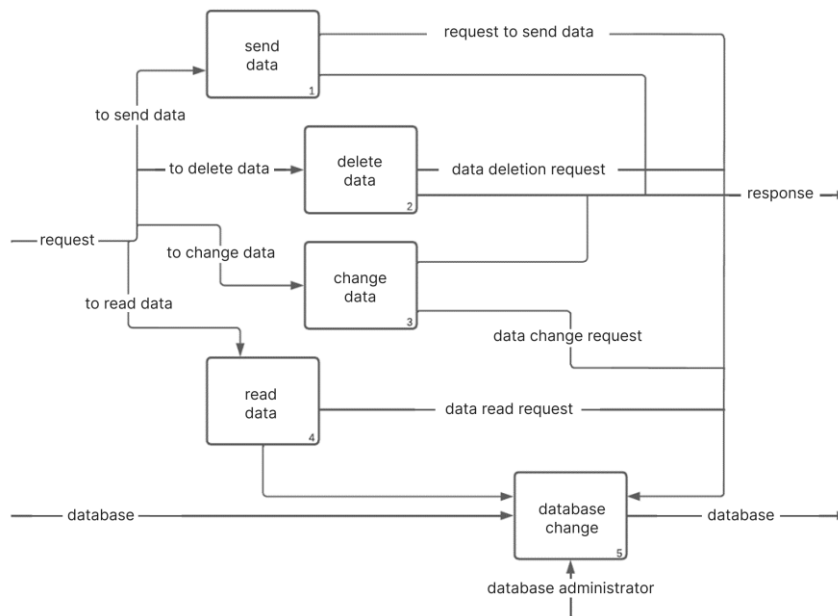 send
data
1
request to send data
to send data
to delete data
delete
data
2
data deletion request
response
request
to change data
change
data
3
to read data
data change request
read
data
4
data read request
database
database
change
5
database
database administrator